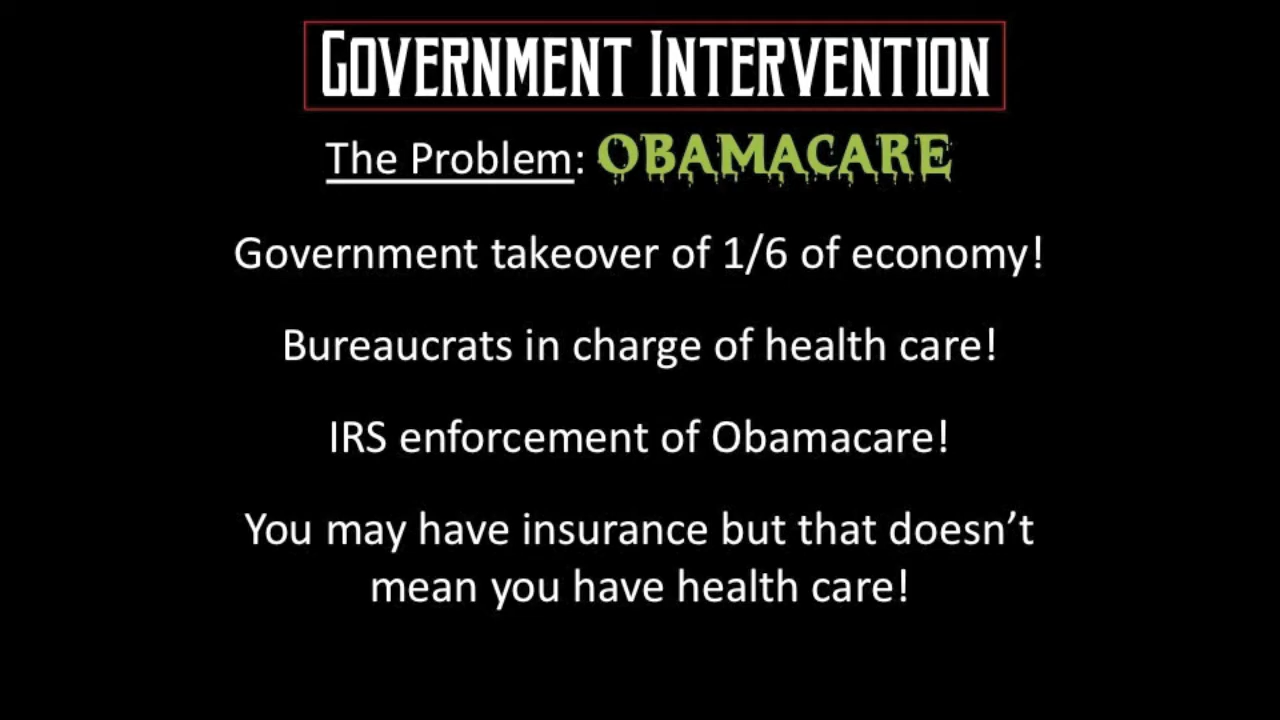 GOVERNMENT INTERVENTION
The Problem: OBAMACARE
Government takeover of 1/6 of economy!
Bureaucrats in charge of health care!
IRS enforcement of Obamacare!
You may have insurance but that doesn’t
mean you have health care!